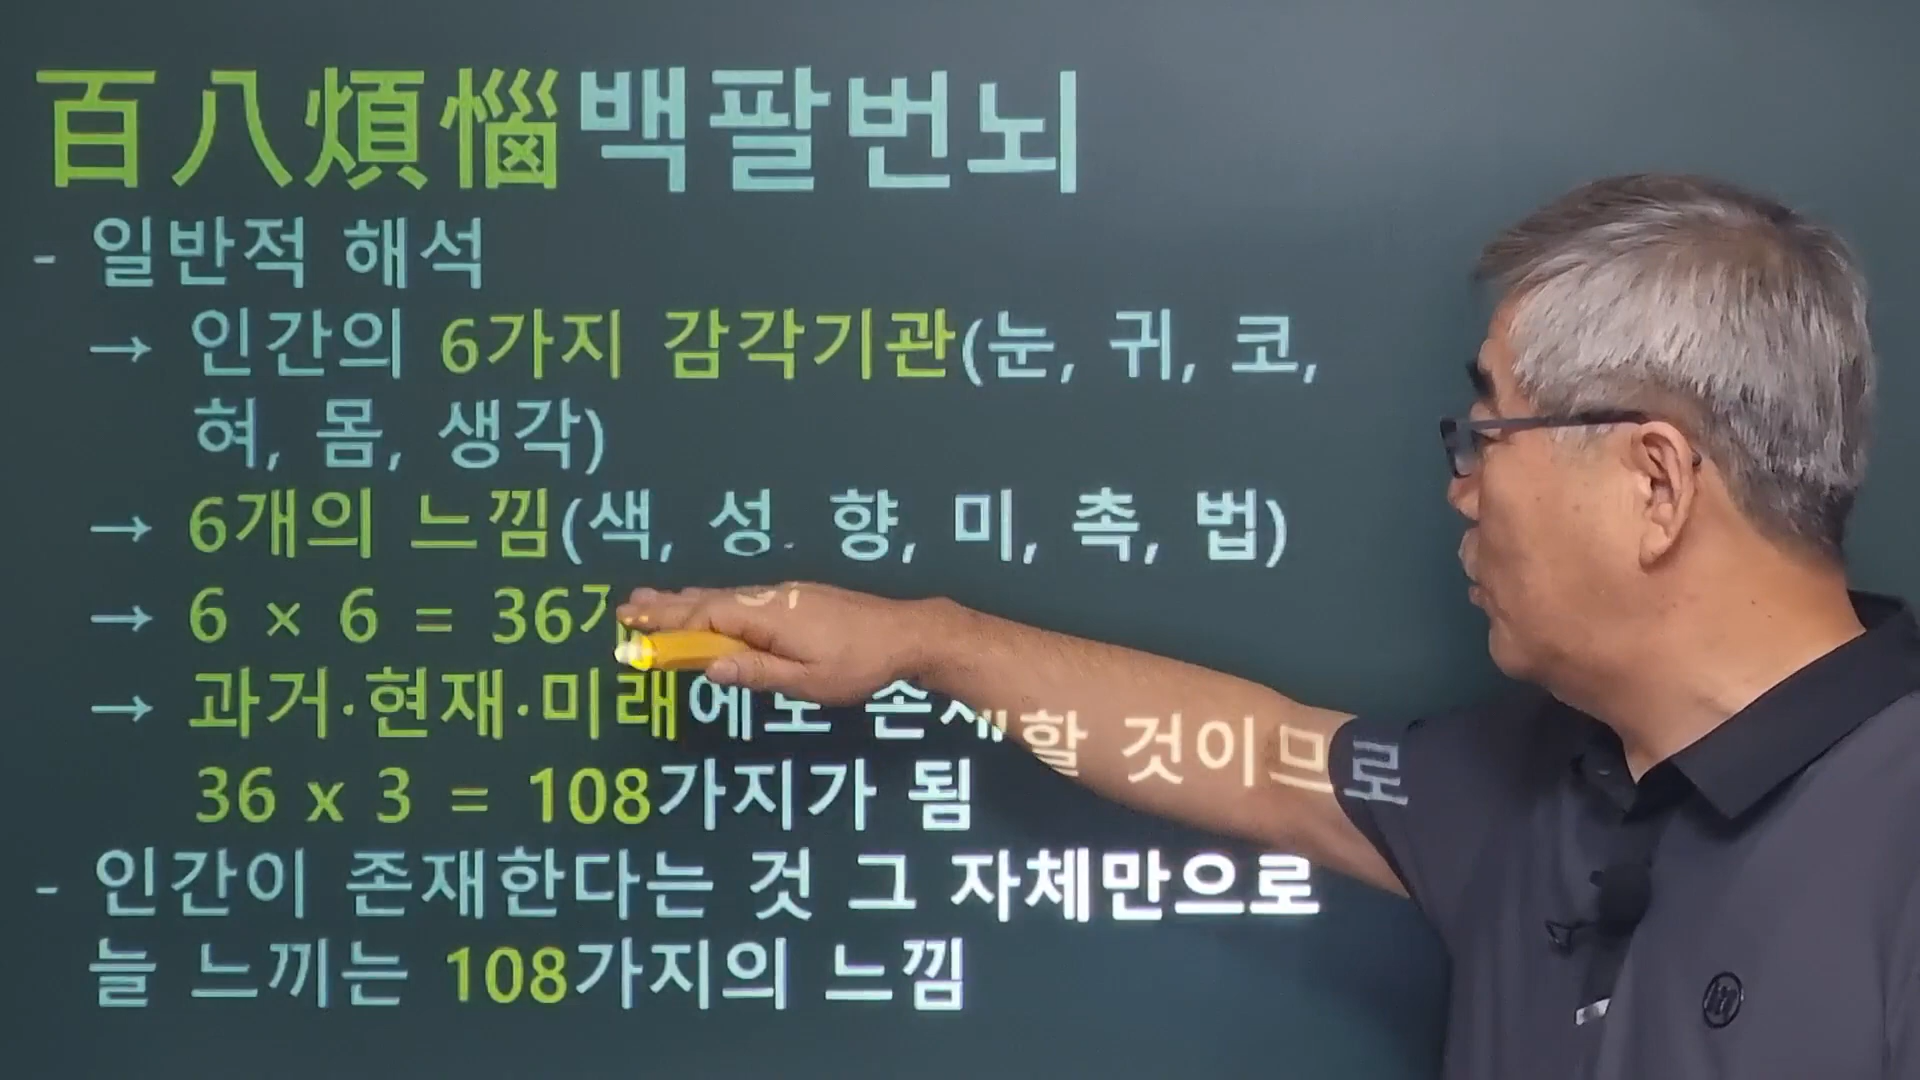 百八煩惱백팔번뇌
- 일반적 해석
→ 인간의 6가지 감각기관(눈, 귀, 코,
혀, 몸, 생각)
→ 6개의 느낌(색, 성, 향, 미, 촉, 법)
→ 6 × 6 = 36
→ 과거·현재·미래에도 존재할 것이므로
36 x 3 = 108가지가 됨
- 인간이 존재한다는 것 그 자체만으로
늘 느끼는 108가지의 느낌